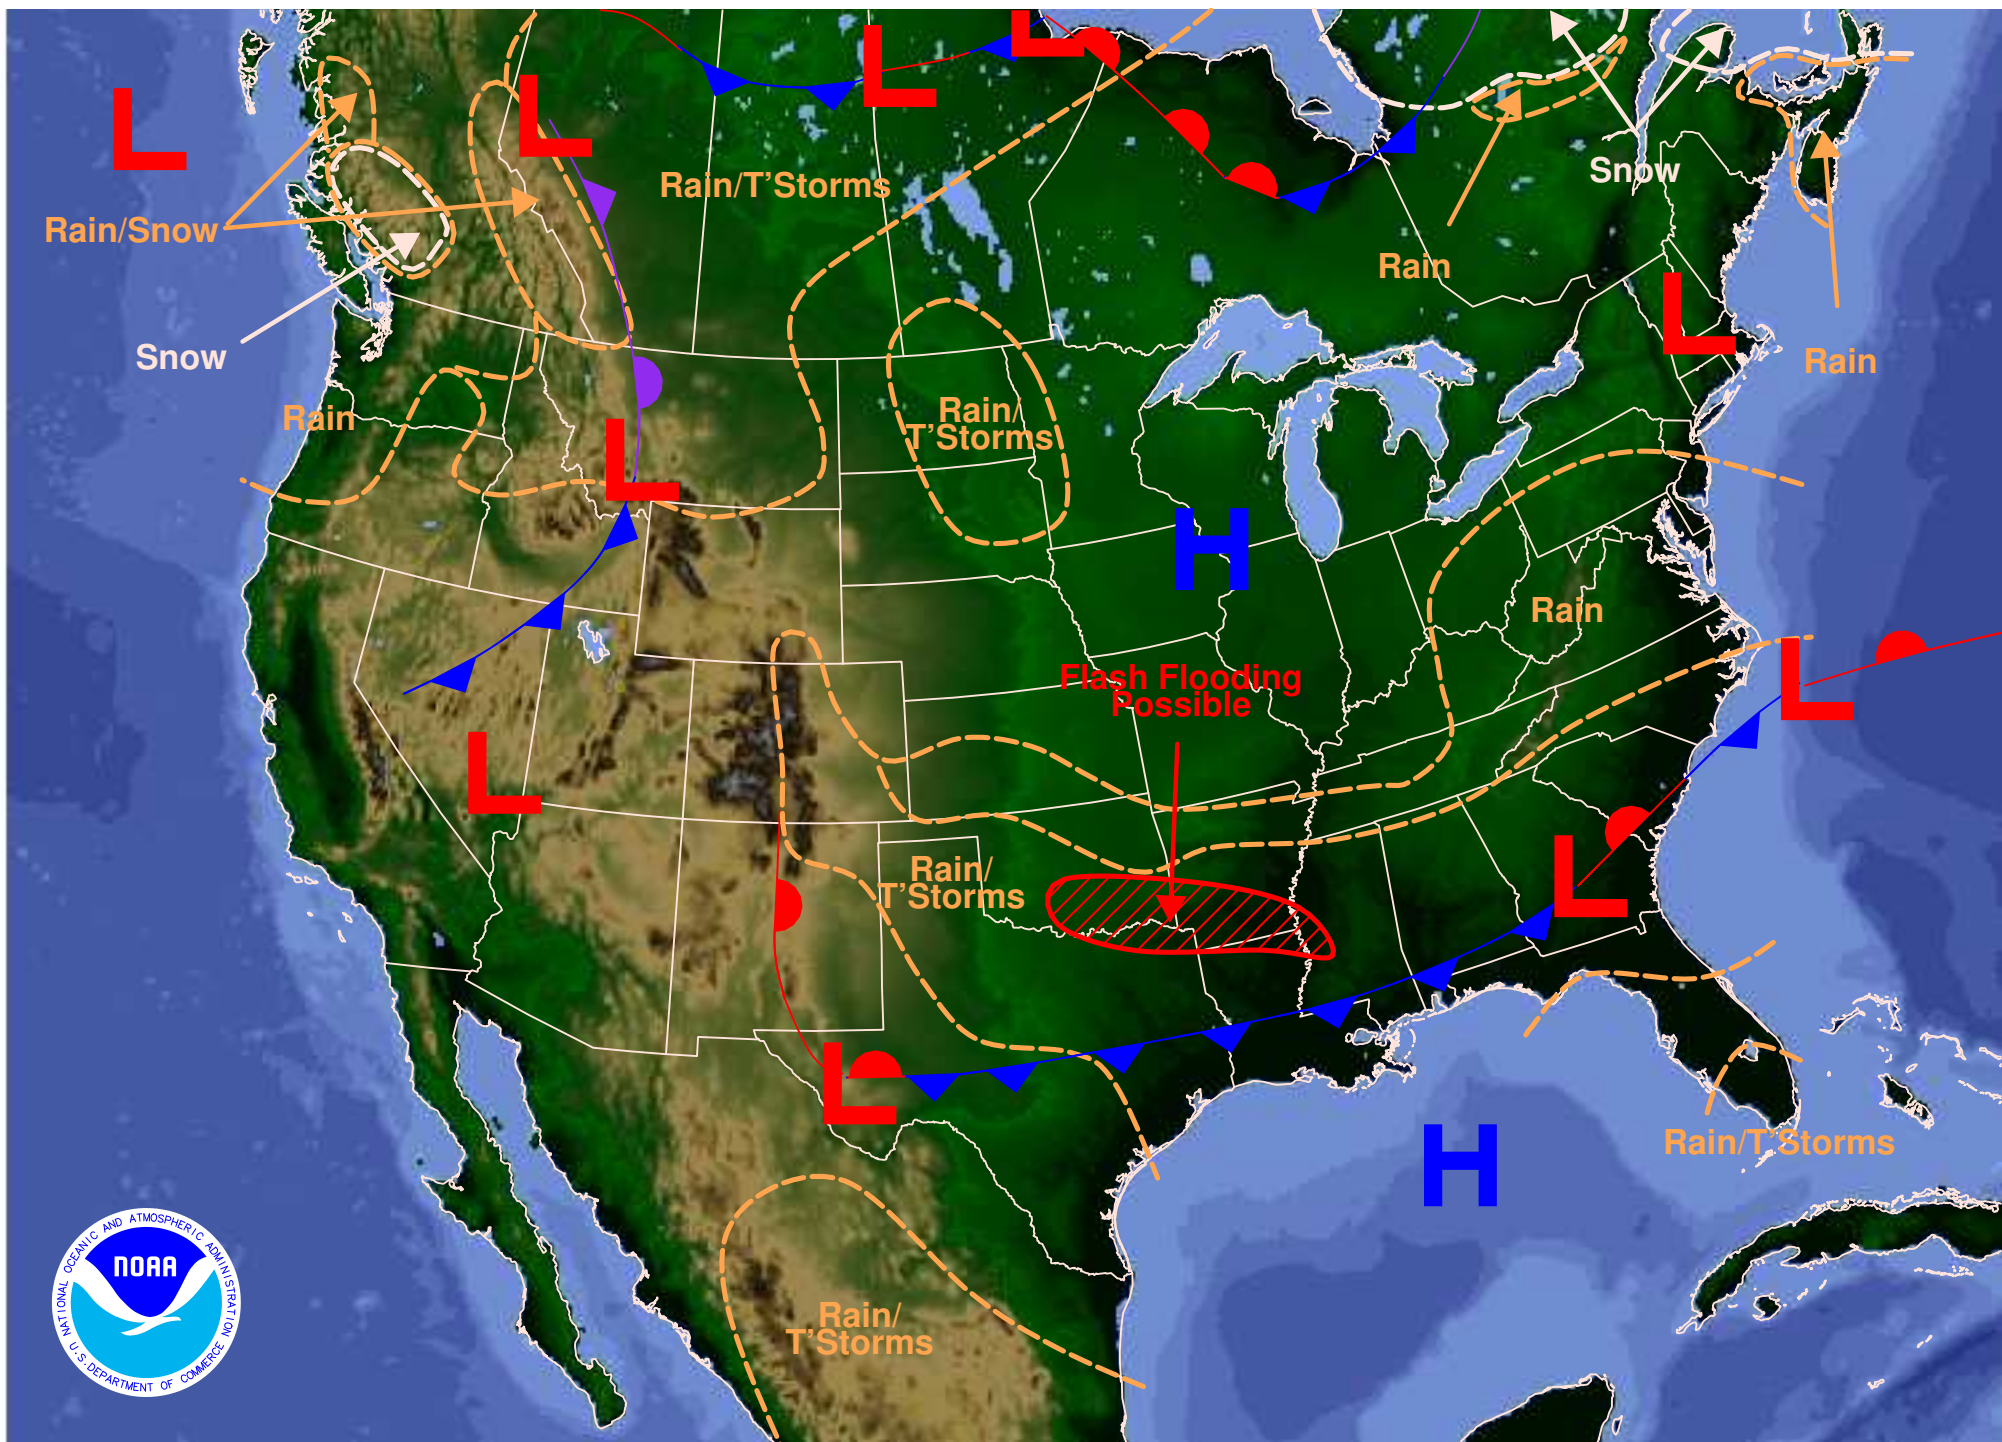 L
L
L
L
Rain/T'Storms
Snow
Rain/Snow
Rain
Snow
L
Rain
Rain
L
Rain/
T'Storms
H
Rain
Flash Flooding
Possible
L
L
L
Rain/
T'Storms
L
H
Rain/T'Storms
NATIONAL OCEANIC AND ATMOSPHERIC ADMINISTRATION
NOAA
U.S. DEPARTMENT OF COMMERCE
Rain/
T'Storms